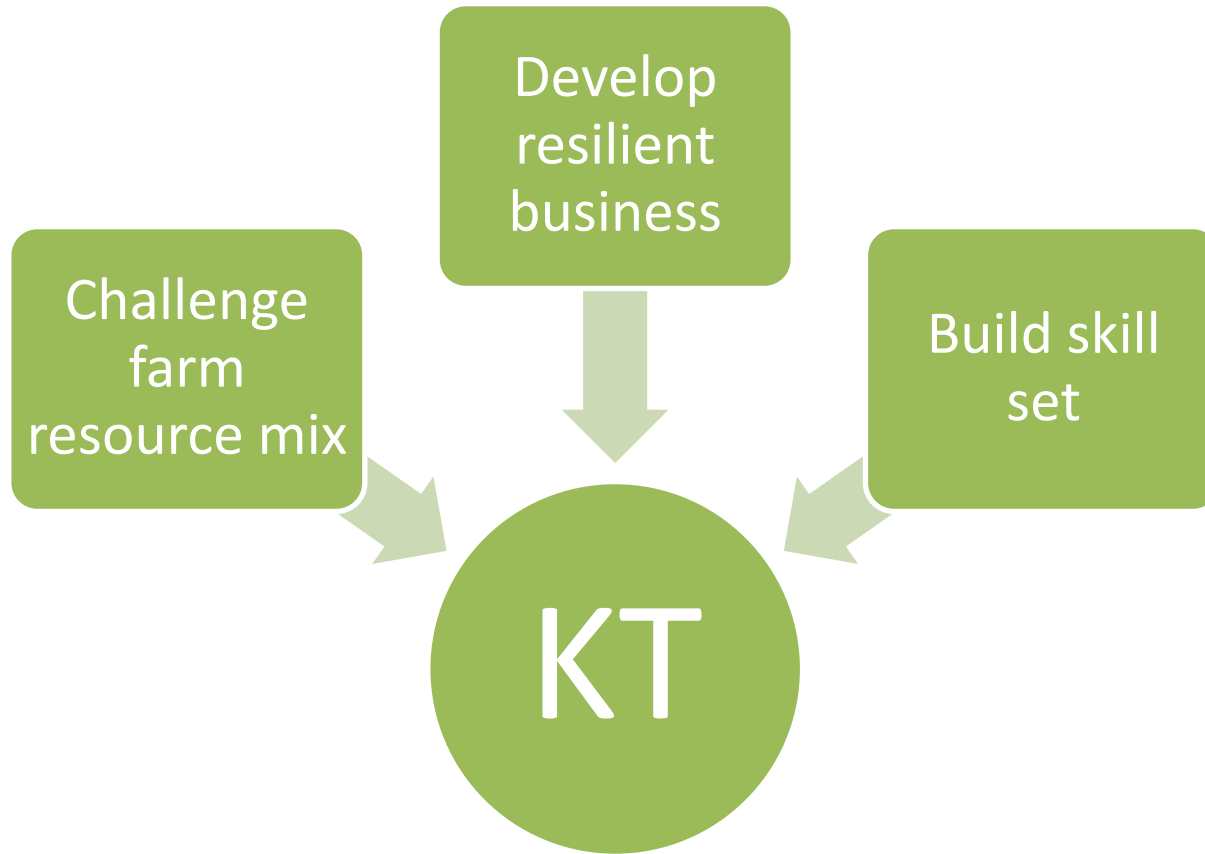 Develop
resilient
business
Challenge
farm
resource mix
Build skill
set
KT